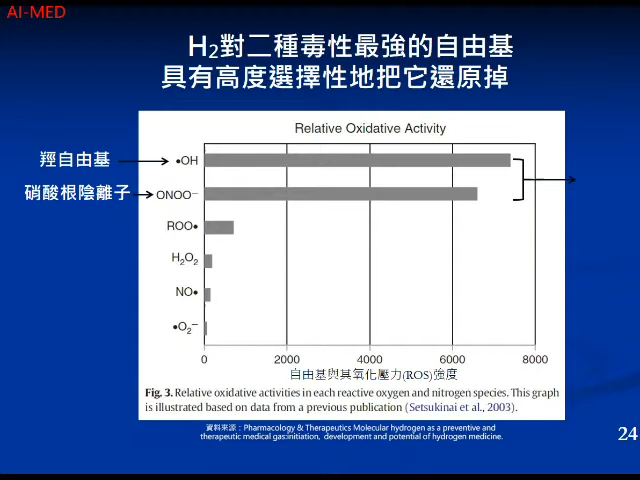 AI-MED
H₂對二種毒性最強的自由基
具有高度選擇性地把它還原掉
Relative Oxidative Activity
羥自由基
•OH
硝酸根陰離子
ONOO⁻
ROO•
H₂O₂
NO•
•O₂⁻
0 2000 4000 6000 8000
自由基與其氧化壓力(ROS)強度
Fig. 3. Relative oxidative activities in each reactive oxygen and nitrogen species. This graph
is illustrated based on data from a previous publication (Setsukinai et al., 2003).
資料來源：Pharmacology & Therapeutics Molecular hydrogen as a preventive and
therapeutic medical gas:initiation, development and potential of hydrogen medicine.
24